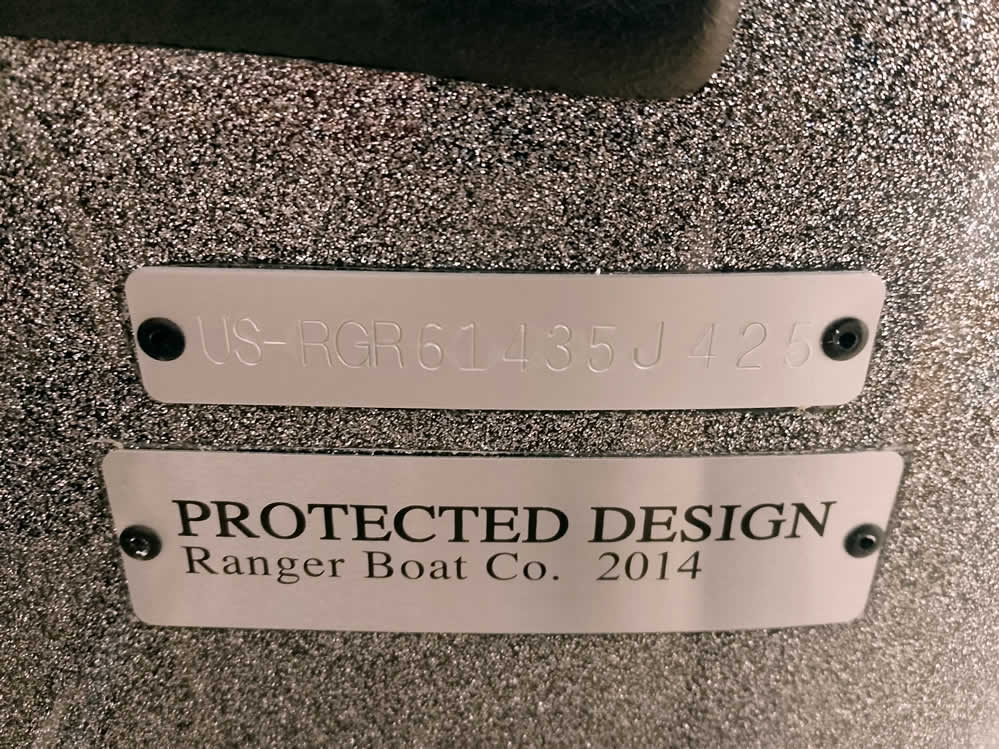 US-RGR61435J425
PROTECTED DESIGN
Ranger Boat Co. 2014